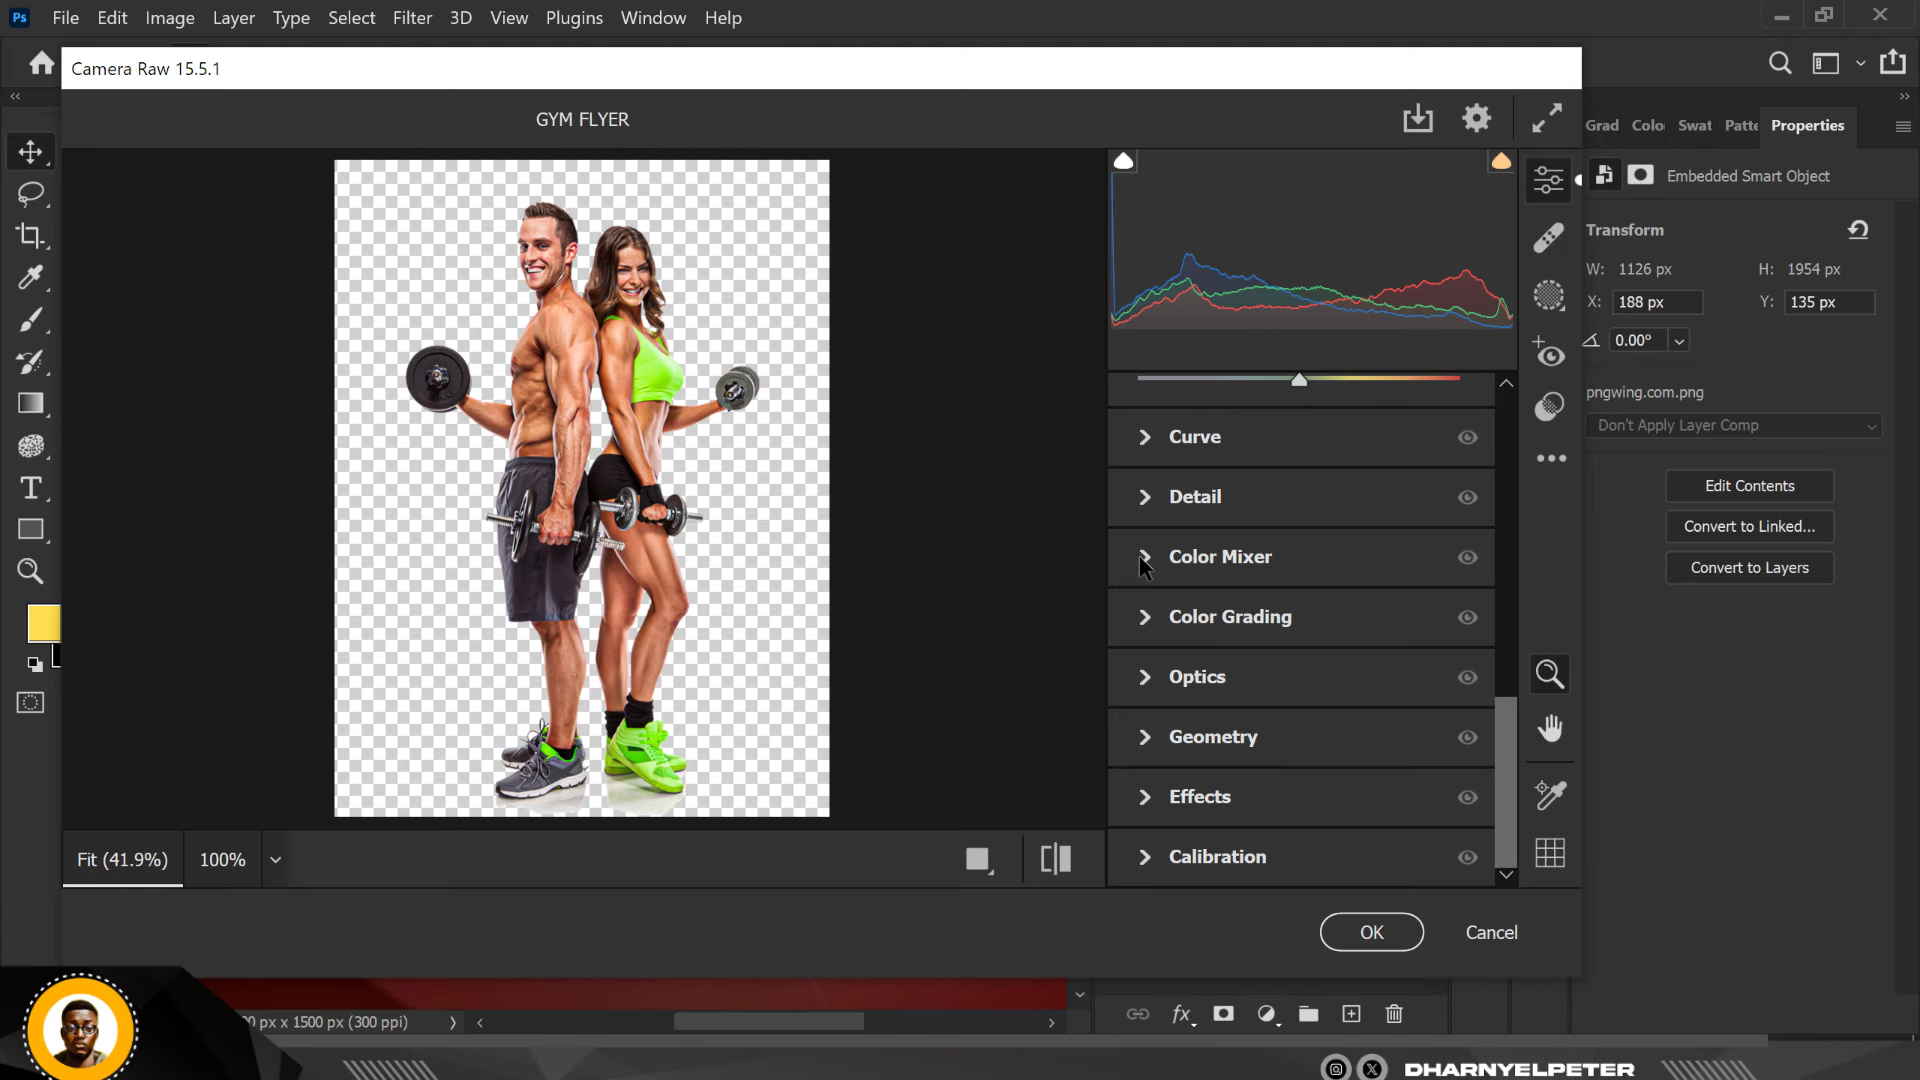 Ps File Edit Image Layer Type Select Filter 3D View Plugins Window Help
Camera Raw 15.5.1
GYM FLYER
Grad Colo Swat Patte Properties
Embedded Smart Object
Transform
W: 1126 px H: 1954 px
X: 188 px Y: 135 px
0.00°
pngwing.com.png
Don't Apply Layer Comp
Edit Contents
Convert to Linked...
Convert to Layers
Curve
Detail
Color Mixer
Color Grading
Optics
Geometry
Effects
Calibration
T
Fit (41.9%) 100%
OK Cancel
0 px x 1500 px (300 ppi)
fx
DHARNYELPETER